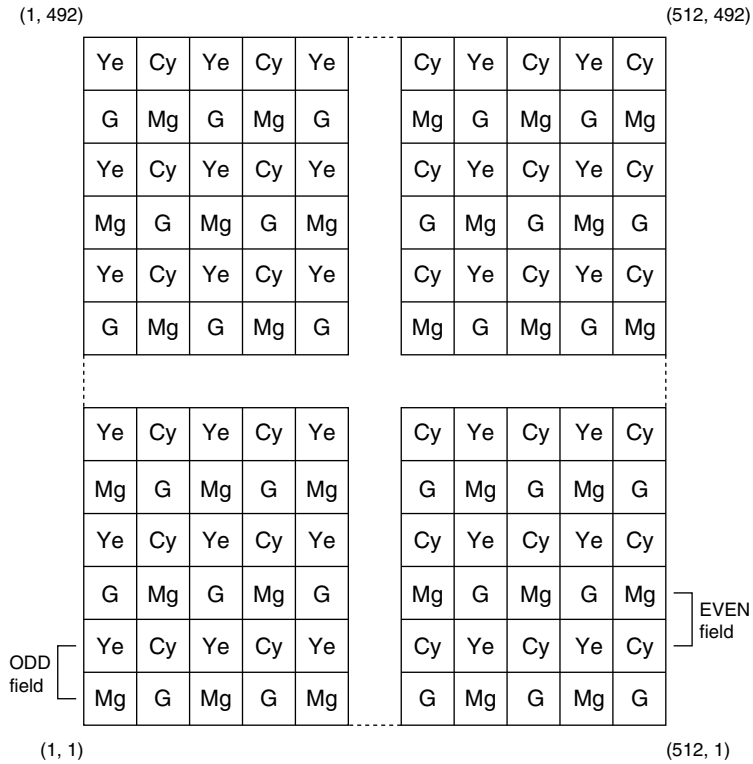 (1, 492) (512, 492)
Ye Cy Ye Cy Ye Cy Ye Cy Ye Cy
G Mg G Mg G Mg G Mg G Mg
Ye Cy Ye Cy Ye Cy Ye Cy Ye Cy
Mg G Mg G Mg G Mg G Mg G
Ye Cy Ye Cy Ye Cy Ye Cy Ye Cy
G Mg G Mg G Mg G Mg G Mg
Ye Cy Ye Cy Ye Cy Ye Cy Ye Cy
Mg G Mg G Mg G Mg G Mg G
Ye Cy Ye Cy Ye Cy Ye Cy Ye Cy
G Mg G Mg G Mg G Mg G Mg
EVEN
field
Ye Cy Ye Cy Ye Cy Ye Cy Ye Cy
ODD
field
Mg G Mg G Mg G Mg G Mg G
(1, 1) (512, 1)